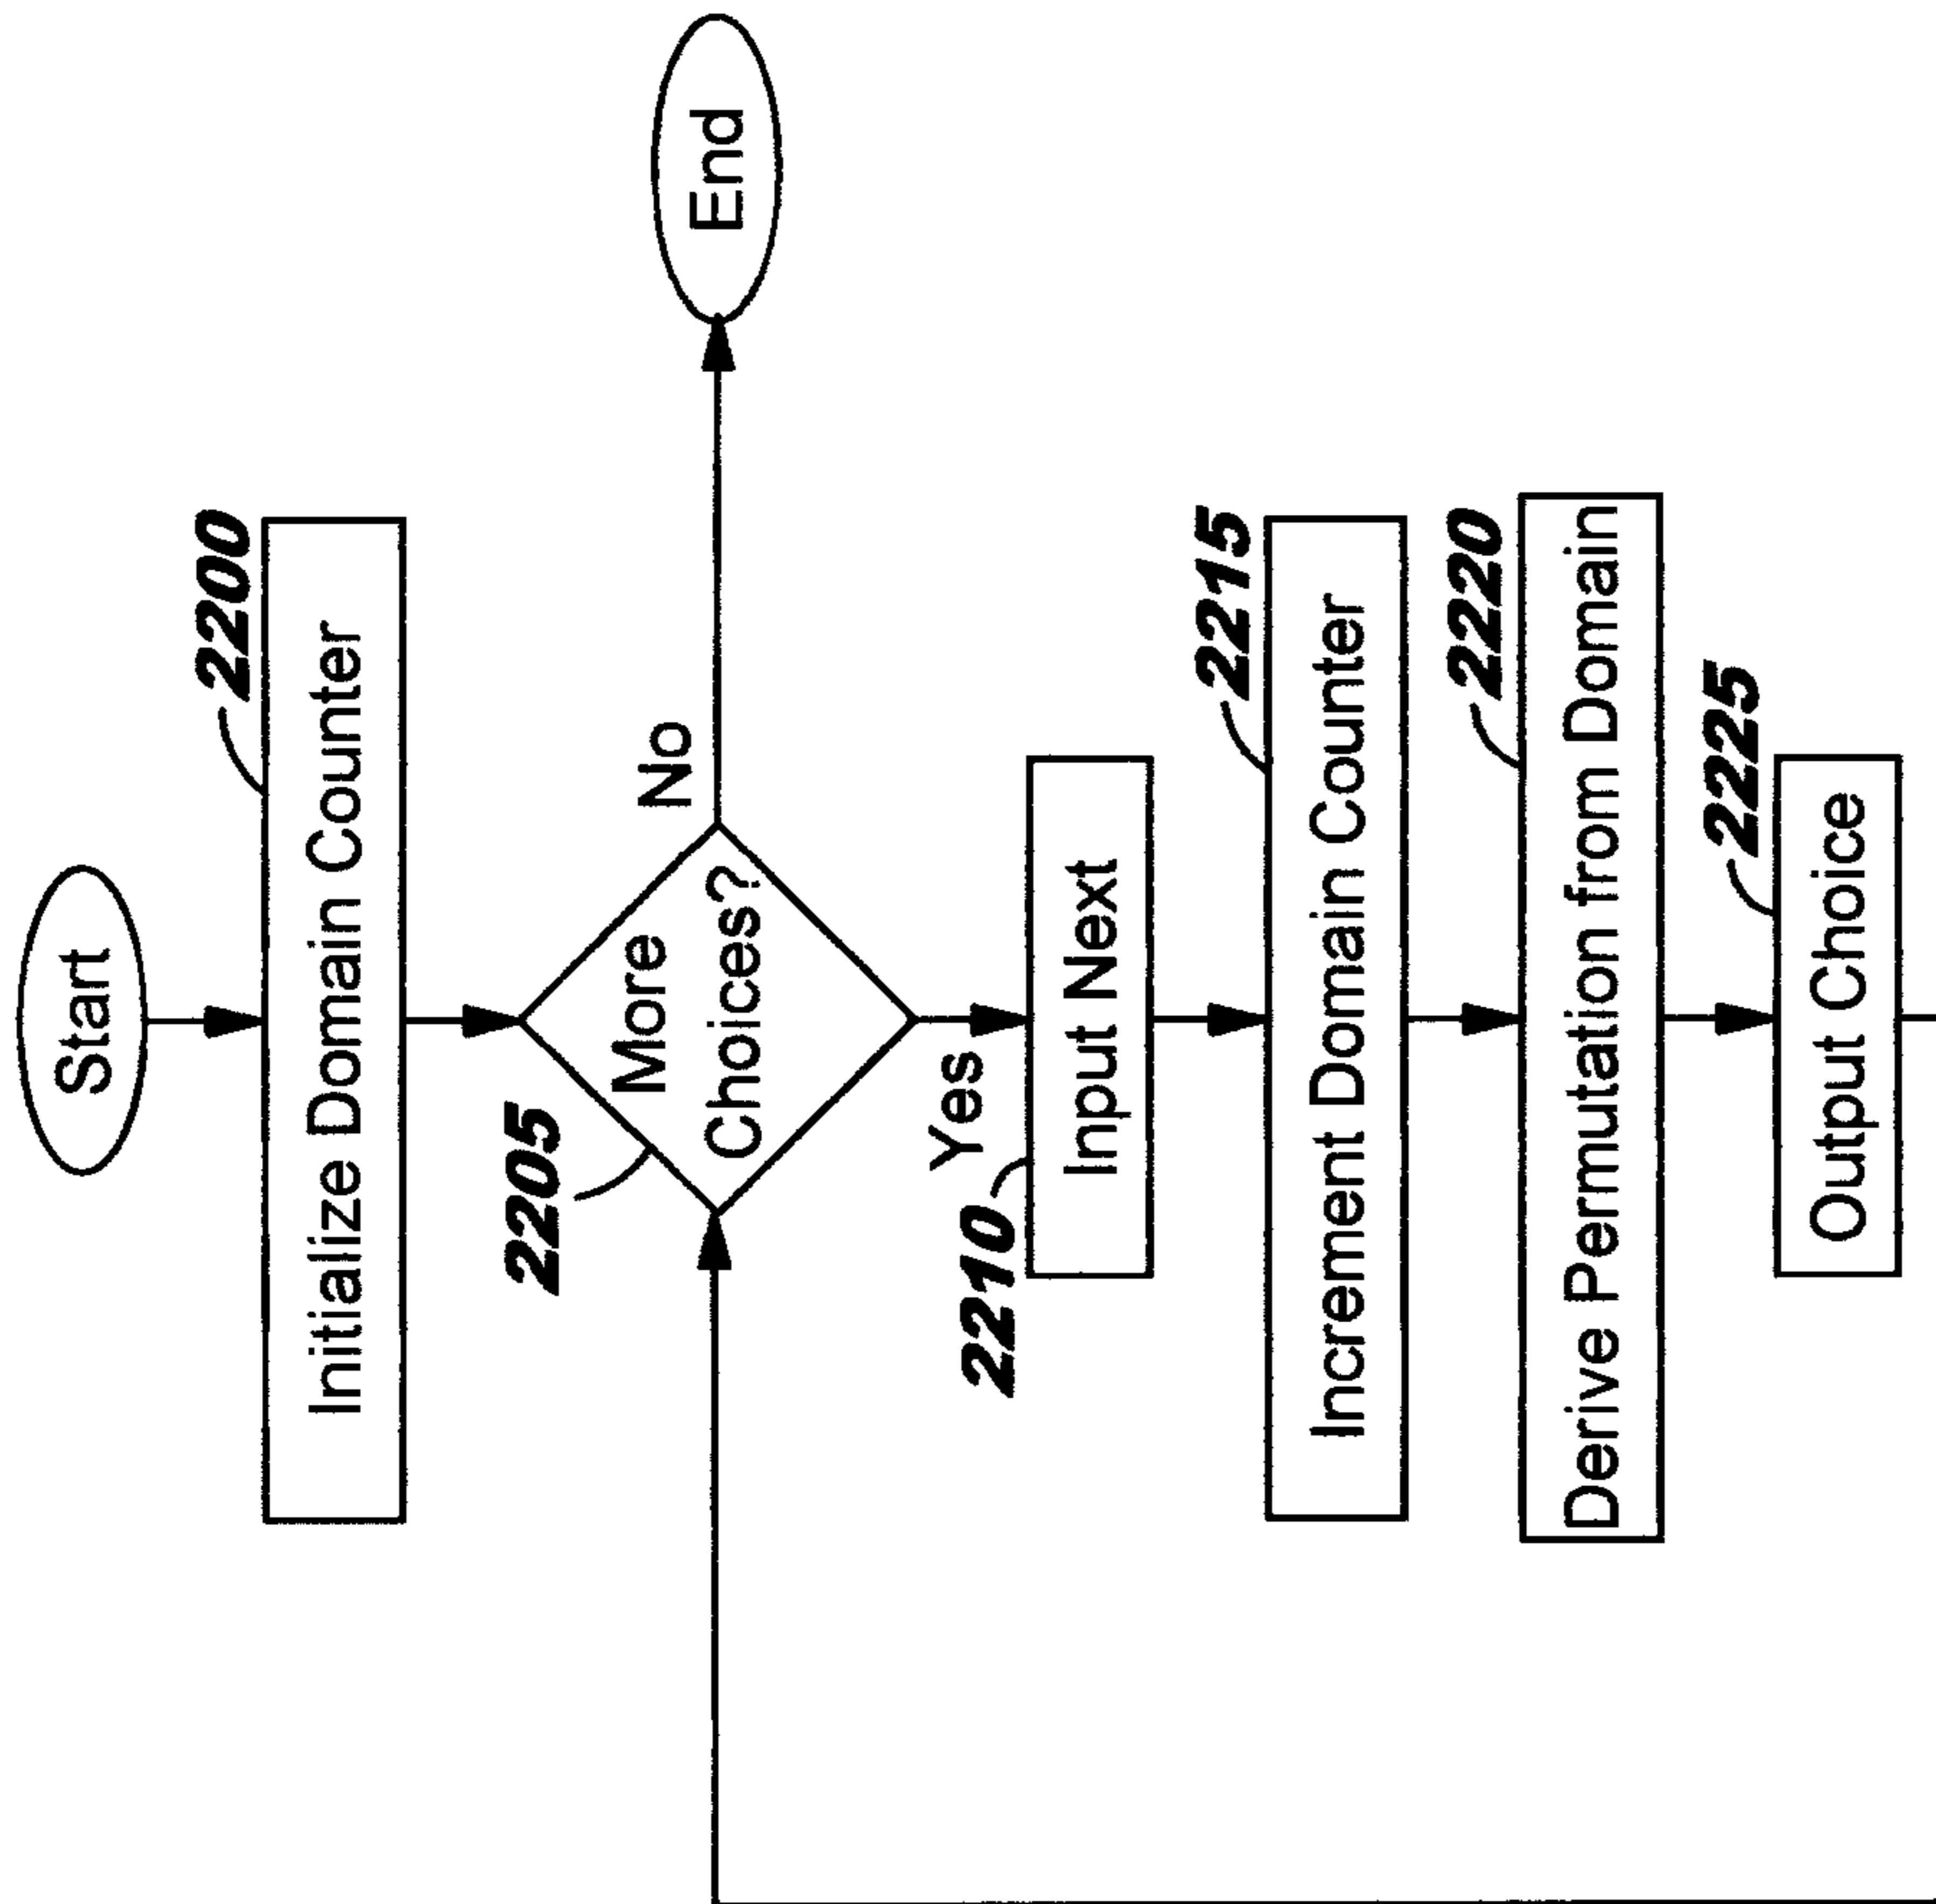 Start
2200
Initialize Domain Counter
2205
More
Choices?
No
End
Yes
2210
Input Next
2215
Increment Domain Counter
2220
Derive Permutation from Domain
2225
Output Choice